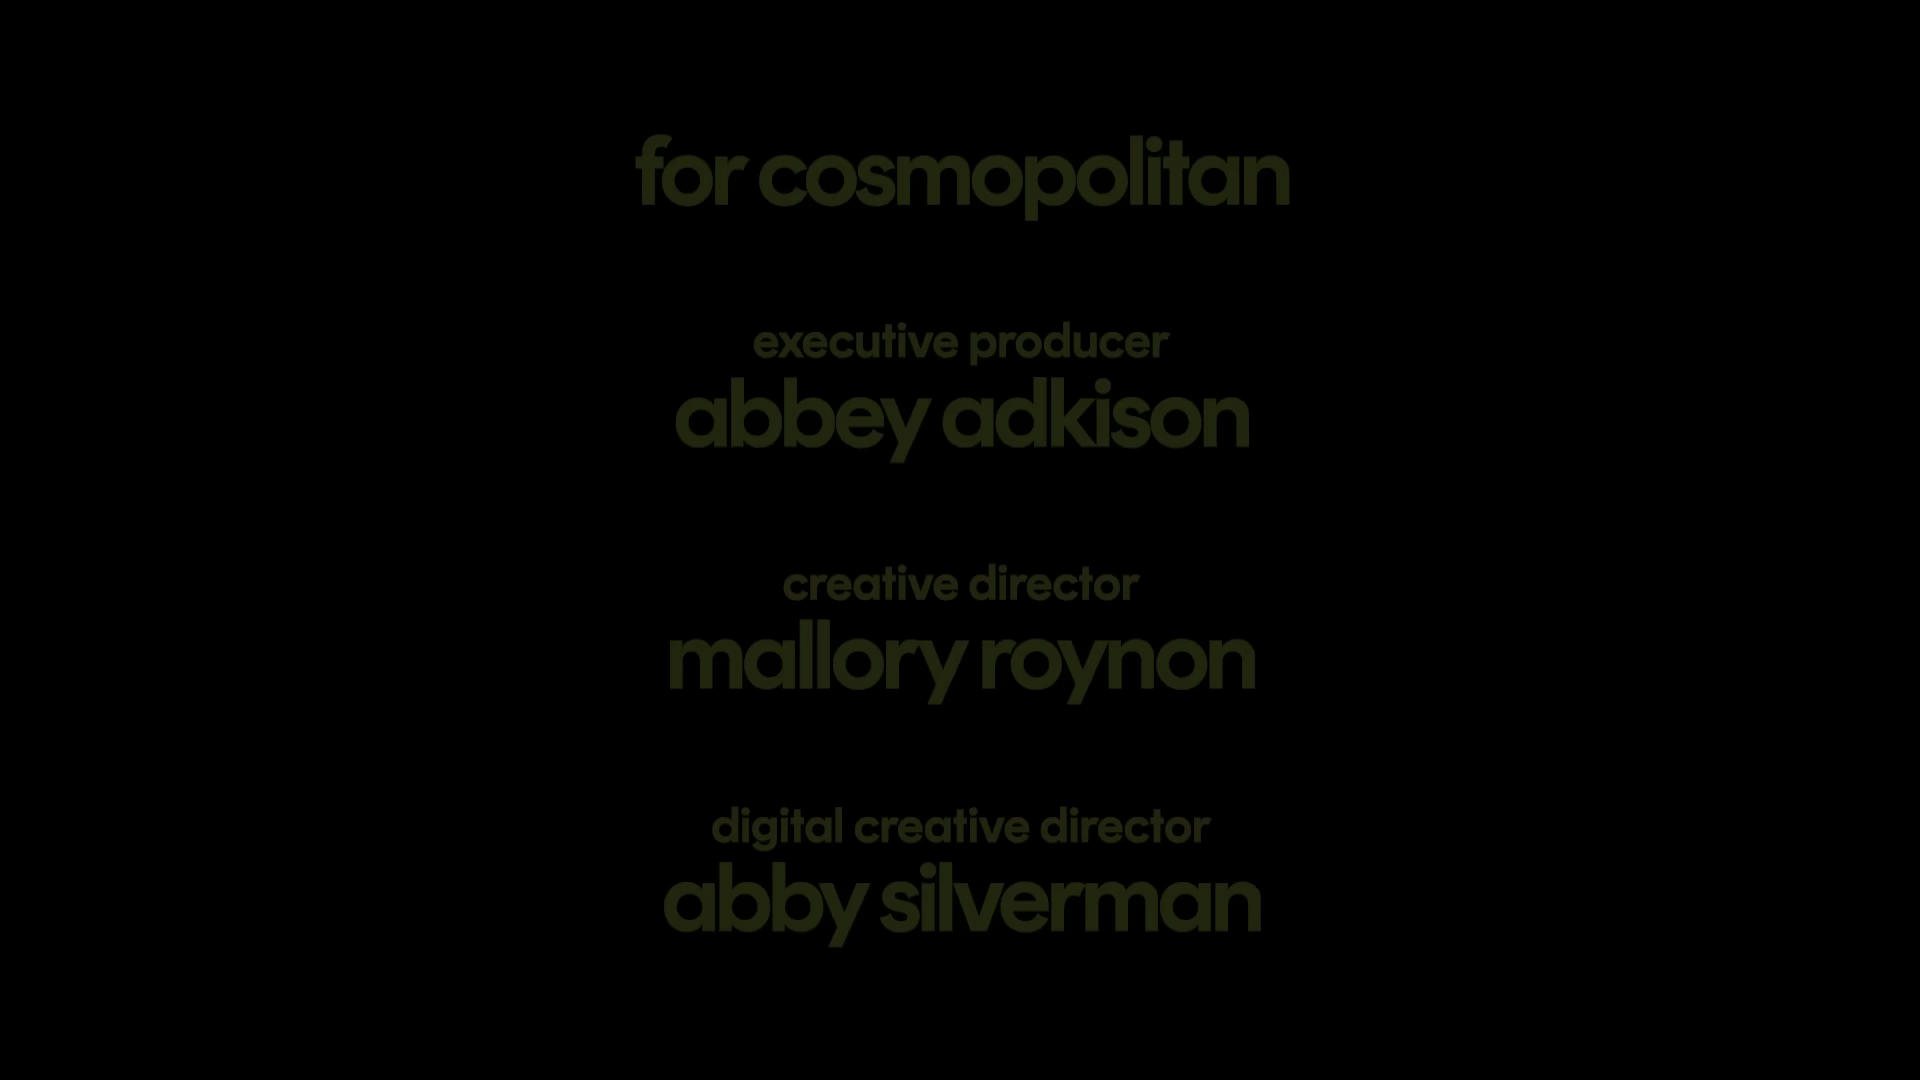 for cosmopolitan
executive producer
abbey adkison
creative director
mallory roynon
digital creative director
abby silverman